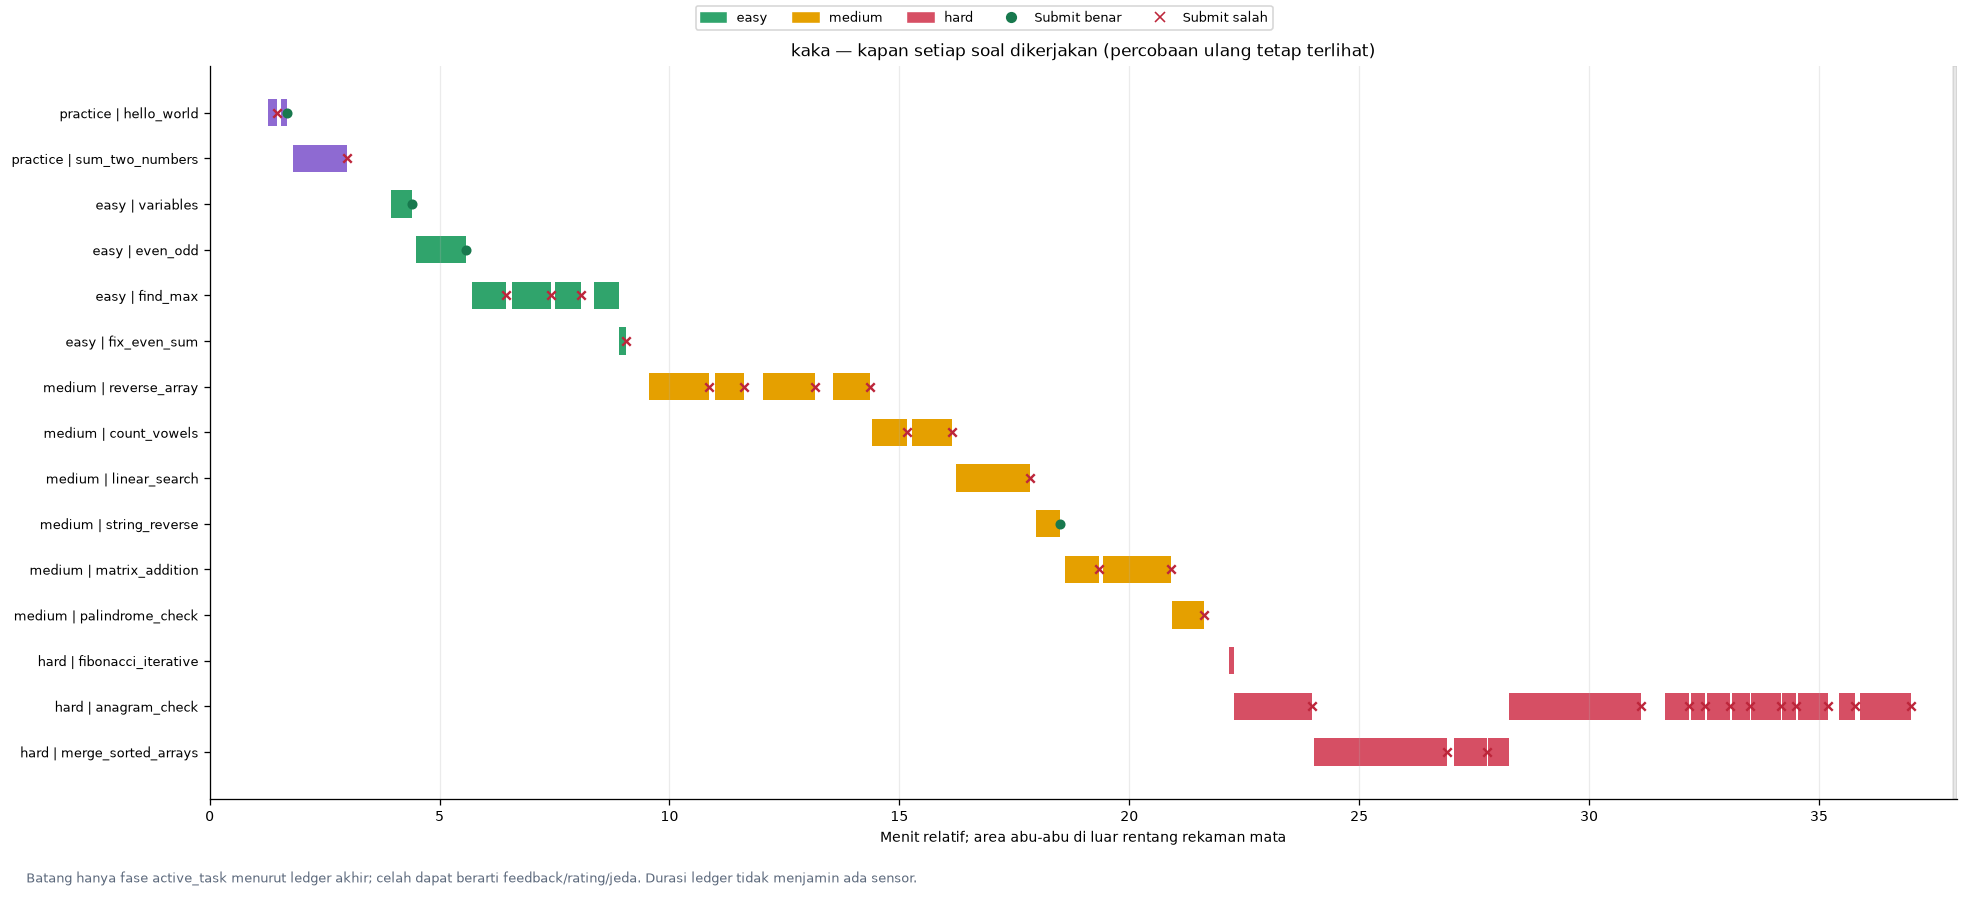 easy medium hard Submit benar Submit salah
kaka — kapan setiap soal dikerjakan (percobaan ulang tetap terlihat)
practice | hello_world
practice | sum_two_numbers
easy | variables
easy | even_odd
easy | find_max
easy | fix_even_sum
medium | reverse_array
medium | count_vowels
medium | linear_search
medium | string_reverse
medium | matrix_addition
medium | palindrome_check
hard | fibonacci_iterative
hard | anagram_check
hard | merge_sorted_arrays
0 5 10 15 20 25 30 35
Menit relatif; area abu-abu di luar rentang rekaman mata
Batang hanya fase active_task menurut ledger akhir; celah dapat berarti feedback/rating/jeda. Durasi ledger tidak menjamin ada sensor.